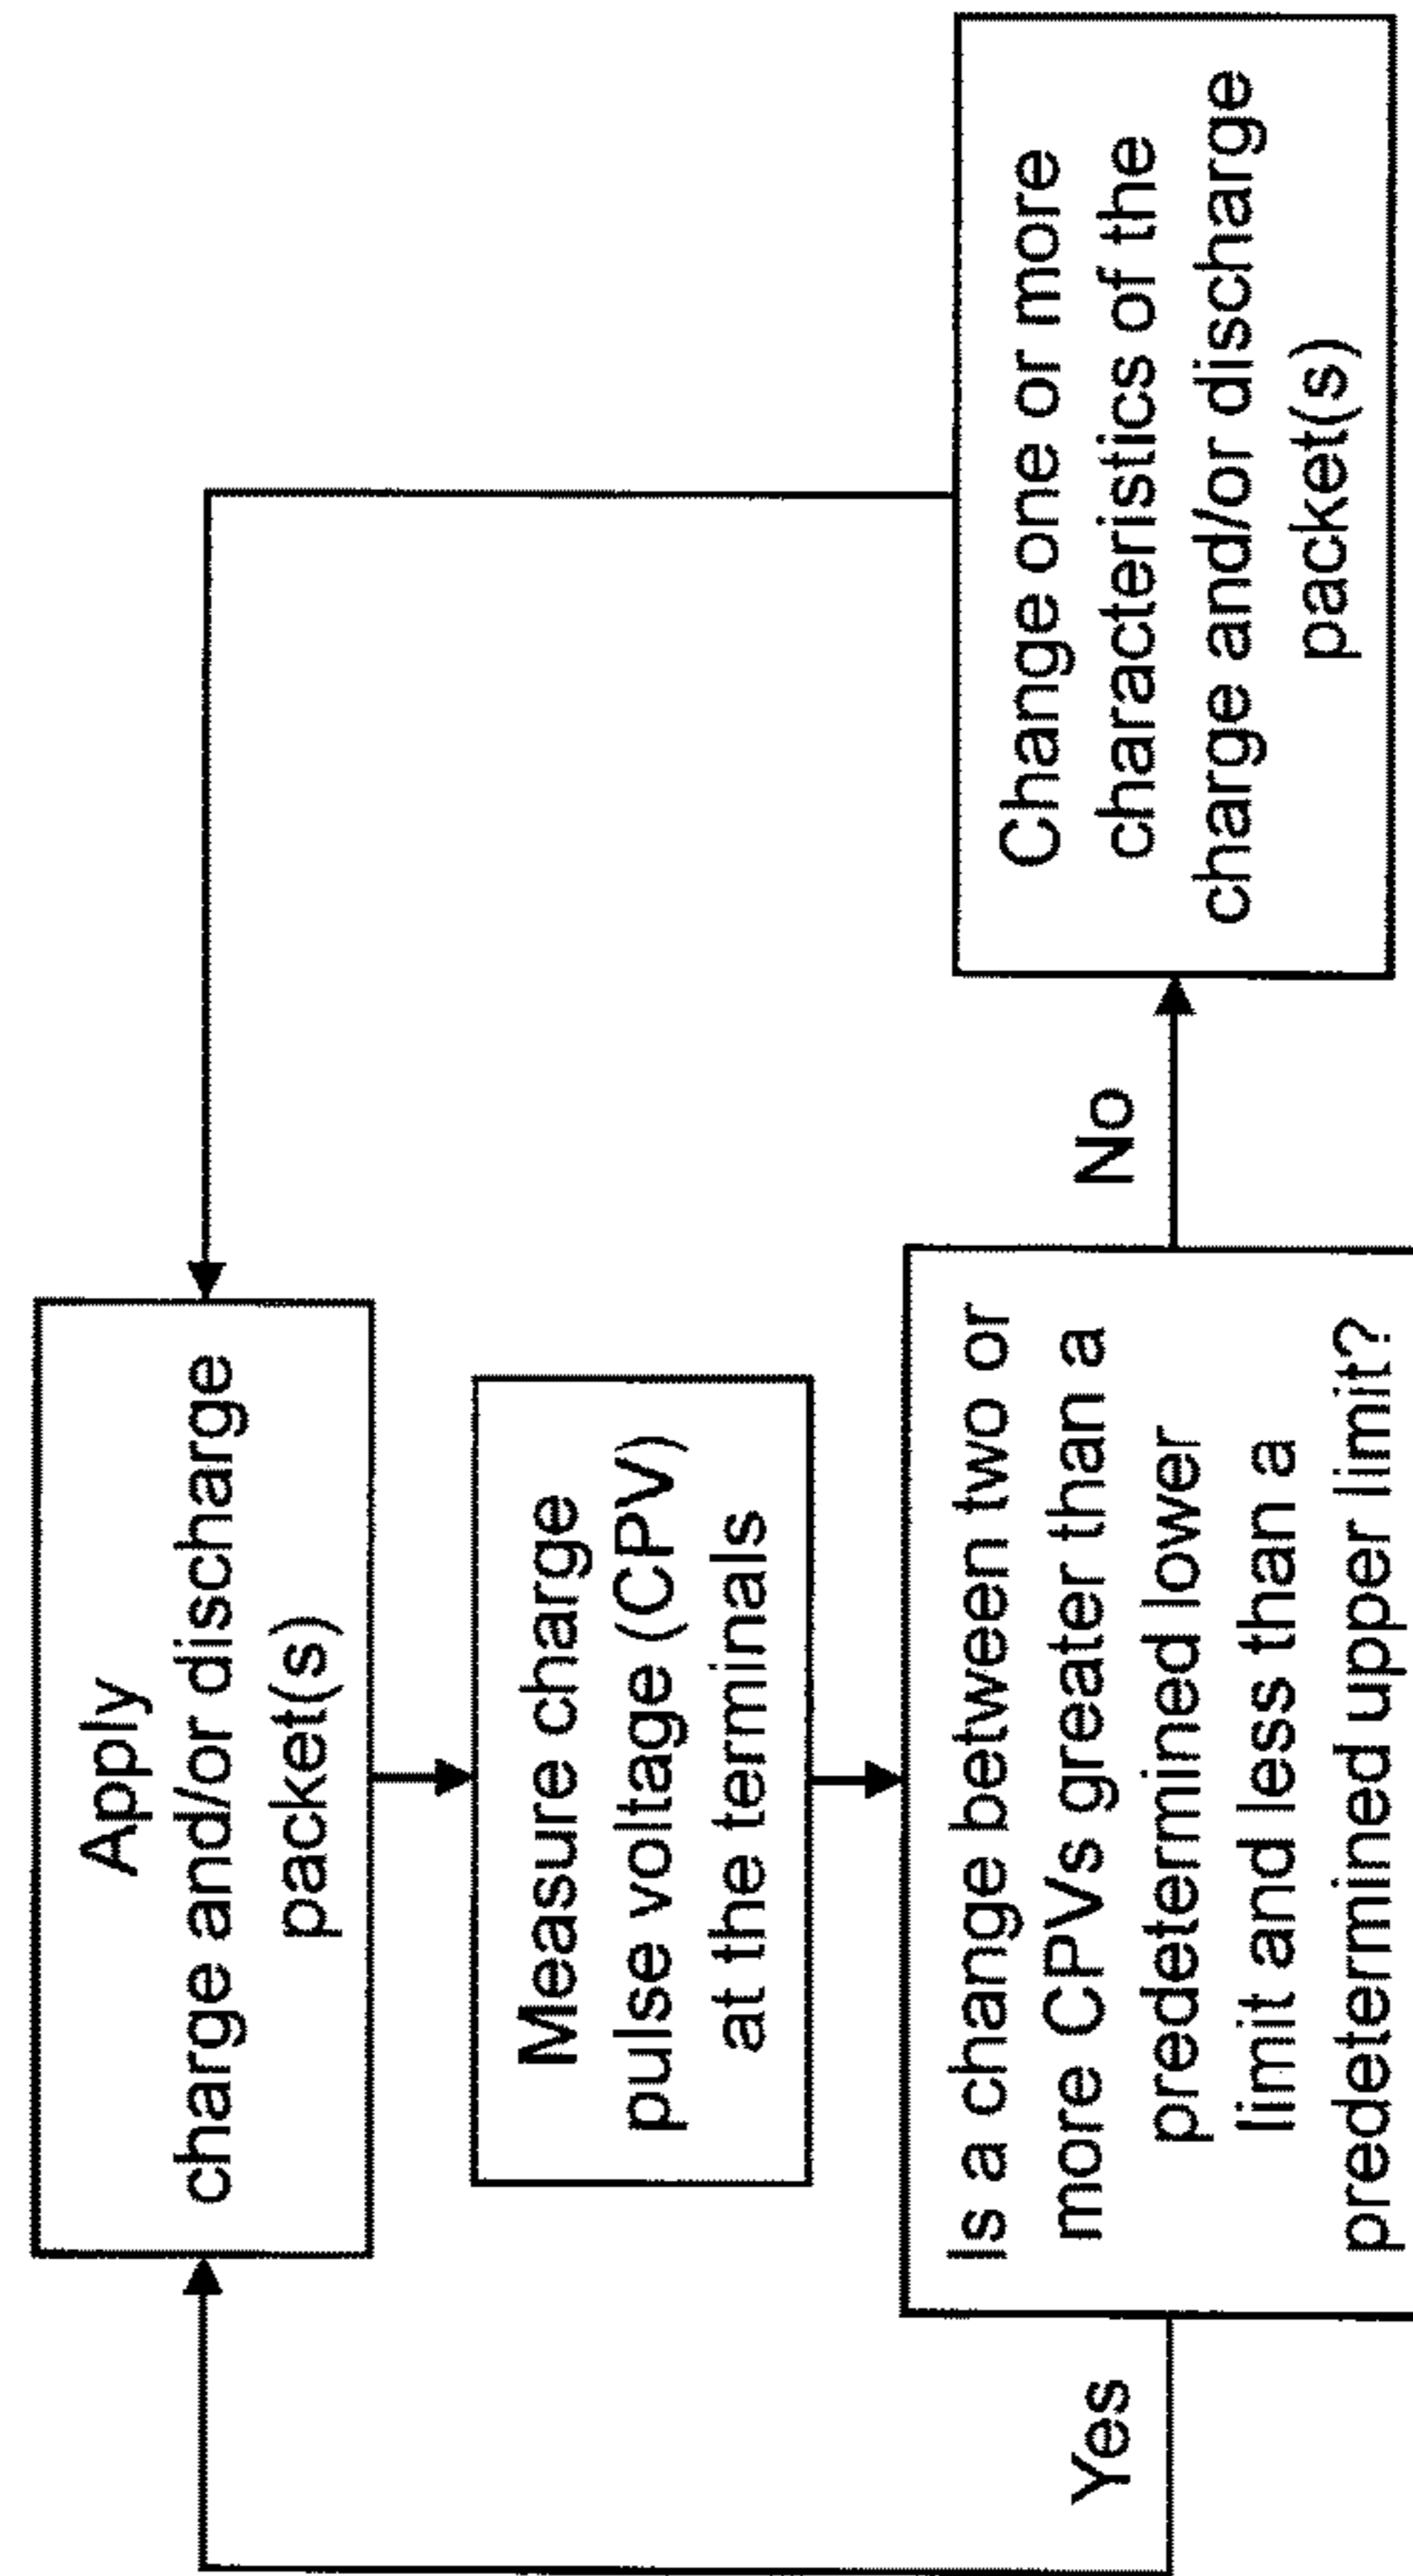 Apply
charge and/or discharge
packet(s)
Measure charge
pulse voltage (CPV)
at the terminals
Is a change between two or
more CPVs greater than a
predetermined lower
limit and less than a
predetermined upper limit?
Yes
No
Change one or more
characteristics of the
charge and/or discharge
packet(s)